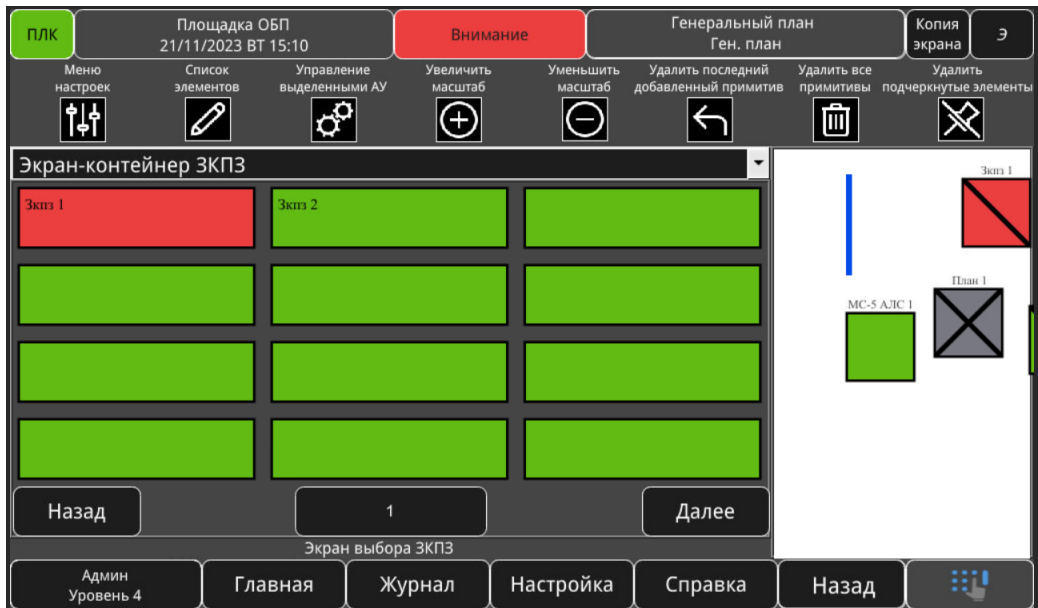 ПЛК
Площадка ОБП
21/11/2023 ВТ 15:10
Внимание
Генеральный план
Ген. план
Копия
экрана
Э
Меню
настроек
Список
элементов
Управление
выделенными АУ
Увеличить
масштаб
Уменьшить
масштаб
Удалить последний
добавленный примитив
Удалить все
примитивы
Удалить
подчеркнутые элементы
Экран-контейнер ЗКПЗ
Зкпз 1
Зкпз 2
Зкпз 1
План 1
МС-5 АЛС 1
Назад
1
Далее
Экран выбора ЗКПЗ
Админ
Уровень 4
Главная
Журнал
Настройка
Справка
Назад